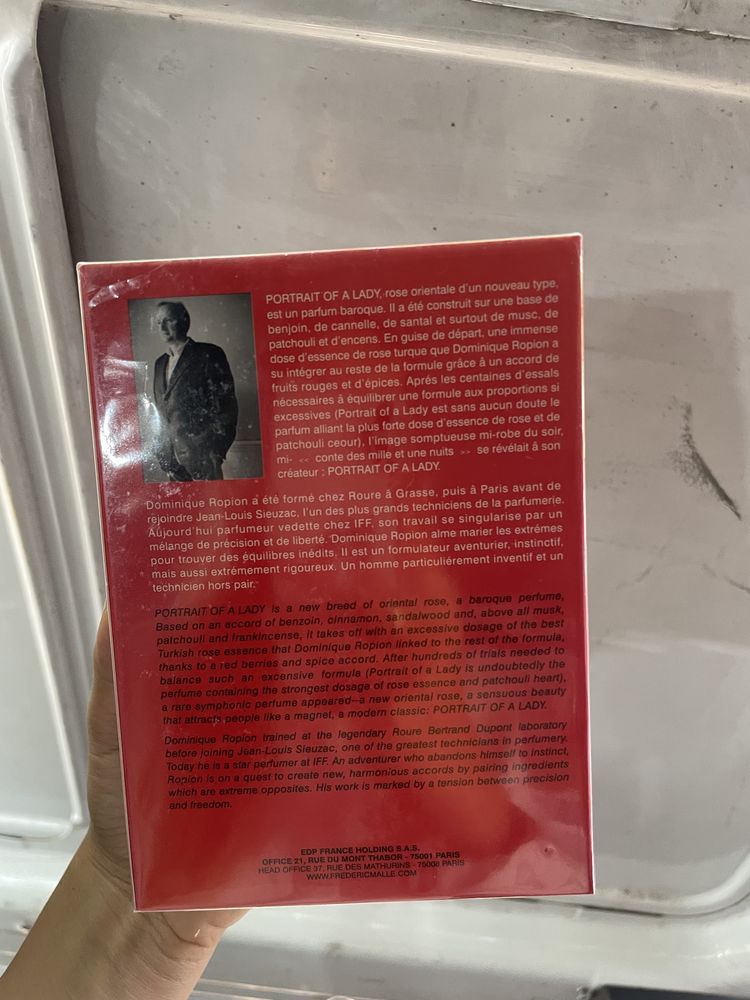 PORTRAIT OF A LADY, rose orientale d'un nouveau type,
est un parfum baroque. Il a été construit sur une base de
benjoin, de cannelle, de santal et surtout de musc, de
patchouli et d'encens. En guise de départ, une immense
dose d'essence de rose turque que Dominique Ropion a
su intégrer au reste de la formule grâce â un accord de
fruits rouges et d'épices. Aprés les centaines d'essals
nécessaires â équilibrer une formule aux proportions si
excessives (Portrait of a Lady est sans aucun doute le
parfum alliant la plus forte dose d'essence de rose et de
patchouli ceour), l'image somptueuse mi-robe du soir,
mi- << conte des mille et une nuits >> se révélait â son
créateur : PORTRAIT OF A LADY.
Dominique Ropion a été formé chez Roure â Grasse, puis â Paris avant de
rejoindre Jean-Louis Sieuzac, l'un des plus grands techniciens de la parfumerie.
Aujourd'hui parfumeur vedette chez IFF, son travail se singularise par un
mélange de précision et de liberté. Dominique Ropion alme marier les extrémes
pour trouver des équilibres inédits. Il est un formulateur aventurier, instinctif,
mais aussi extrémement rigoureux. Un homme particuliérement inventif et un
technicien hors pair.
PORTRAIT OF A LADY is a new breed of oriental rose, a baroque perfume,
Based on an accord of benzoin, cinnamon, sandalwood and, above all musk,
patchouli and frankincense, it takes off with an excessive dosage of the best
Turkish rose essence that Dominique Ropion linked to the rest of the formula,
thanks to a red berries and spice accord. After hundreds of trials needed to
balance such an excensive formula (Portrait of a Lady is undoubtedly the
perfume containing the strongest dosage of rose essence and patchouli heart),
a rare symphonic perfume appeared--a new oriental rose, a sensuous beauty
that attracts people like a magnet, a modern classic: PORTRAIT OF A LADY.
Dominique Ropion trained at the legendary Roure Bertrand Dupont laboratory
before joining Jean-Louis Sieuzac, one of the greatest technicians in perfumery.
Today he is a star perfumer at IFF. An adventurer who abandons himself to instinct,
Ropion is on a quest to create new, harmonious accords by pairing ingredients
which are extreme opposites. His work is marked by a tension between precision
and freedom.
EDP FRANCE HOLDING S.A.S.
OFFICE 21, RUE DU MONT THABOR - 75001 PARIS
HEAD OFFICE 37, RUE DES MATHURINS - 75008 PARIS
WWW.FREDERICMALLE.COM